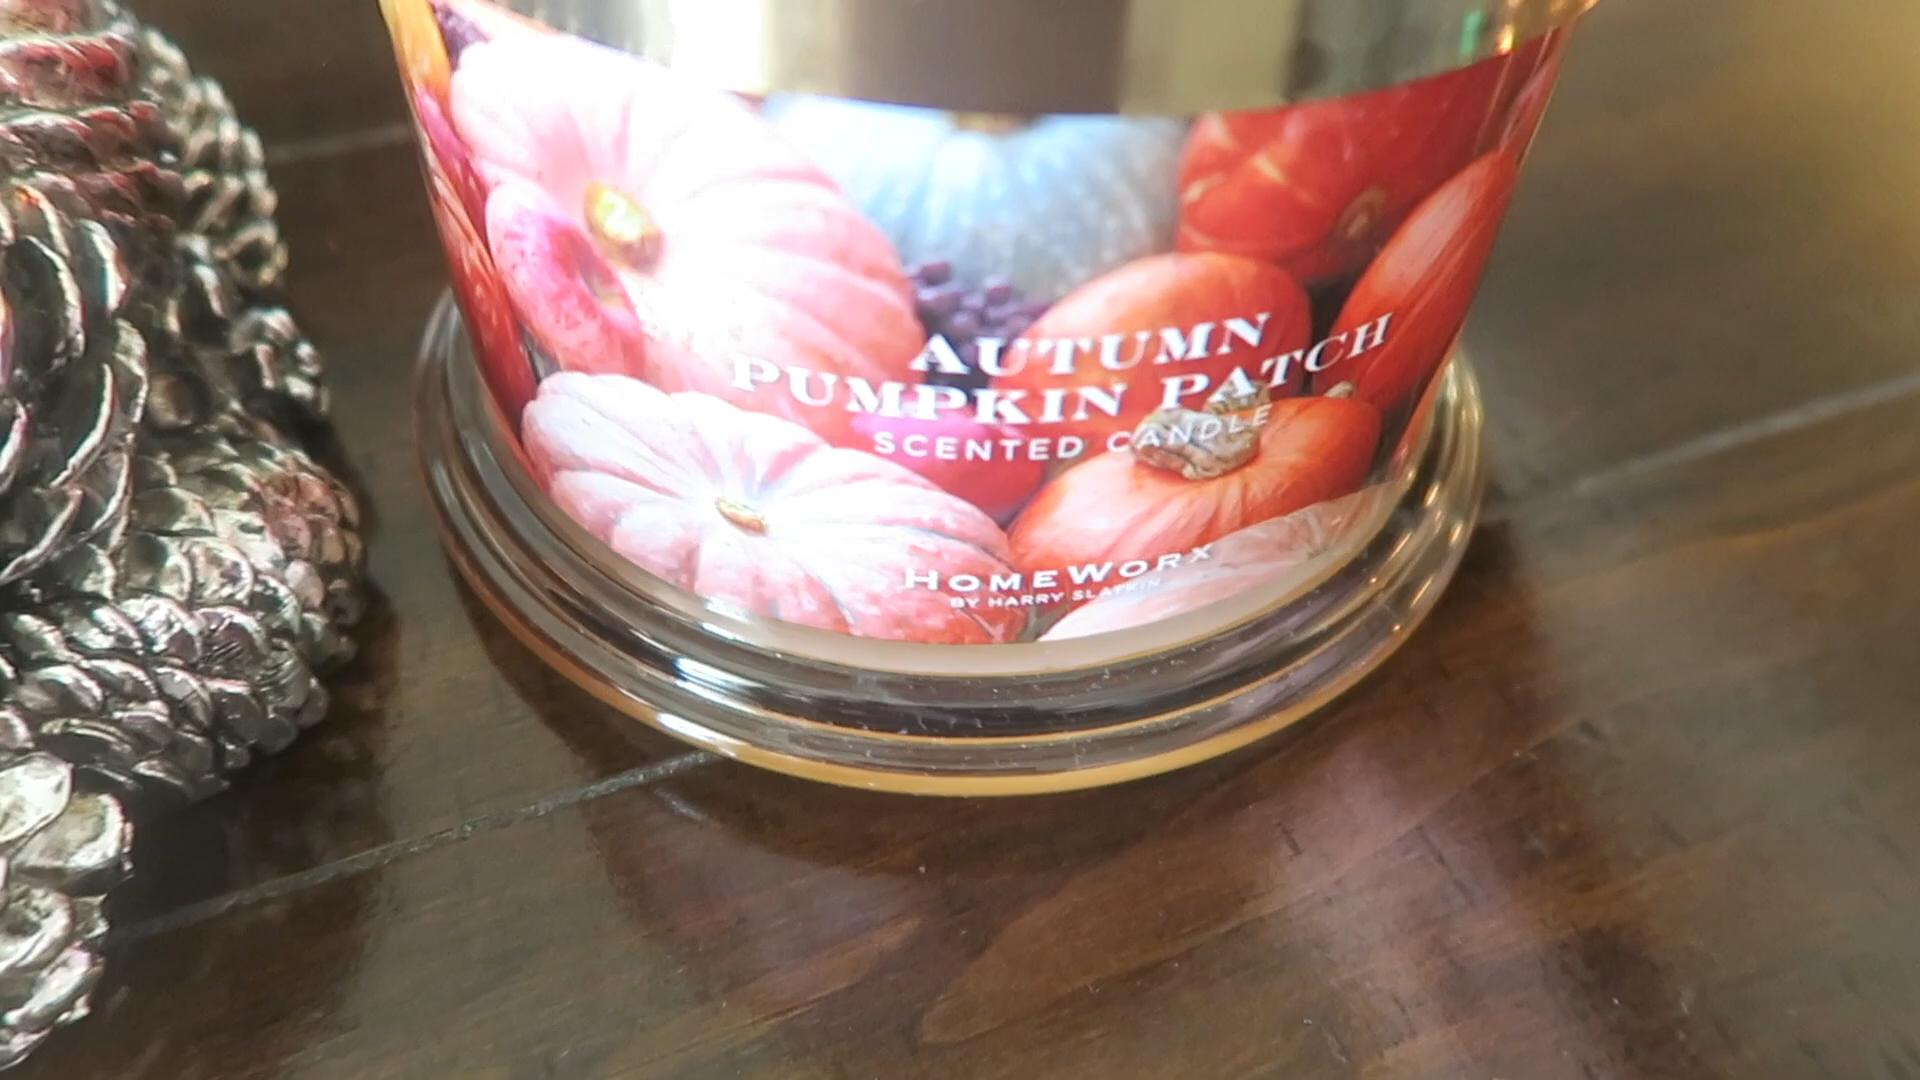 AUTUMN
PUMPKIN PATCH
SCENTED CANDLE
HOMEWORX
BY HARRY SLATKIN